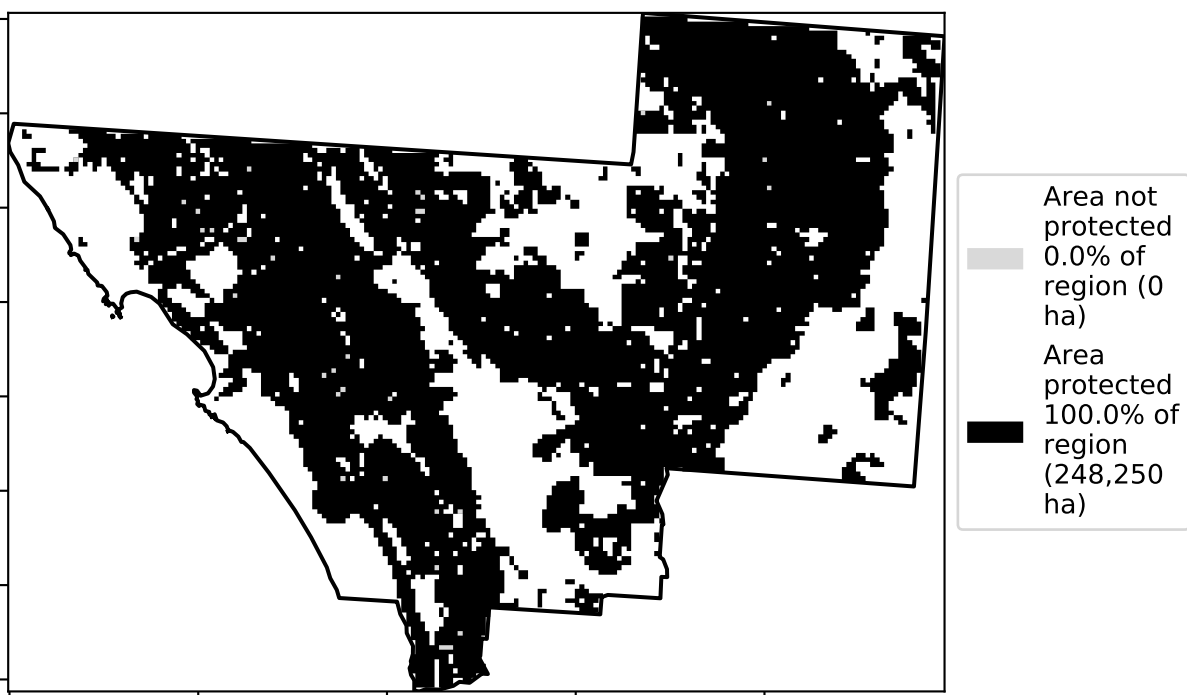 Area not
protected
0.0% of
region (0
ha)
Area
protected
100.0% of
region
(248,250
ha)